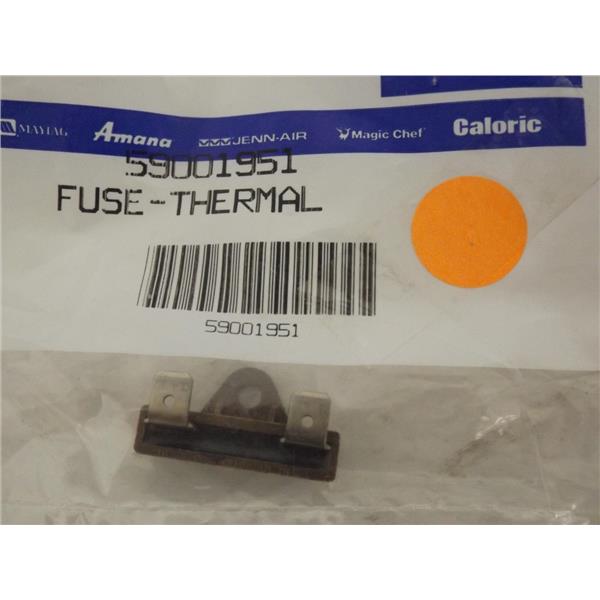 MAYTAG Amana JENN-AIR Magic Chef Caloric
59001951
FUSE-THERMAL
59001951